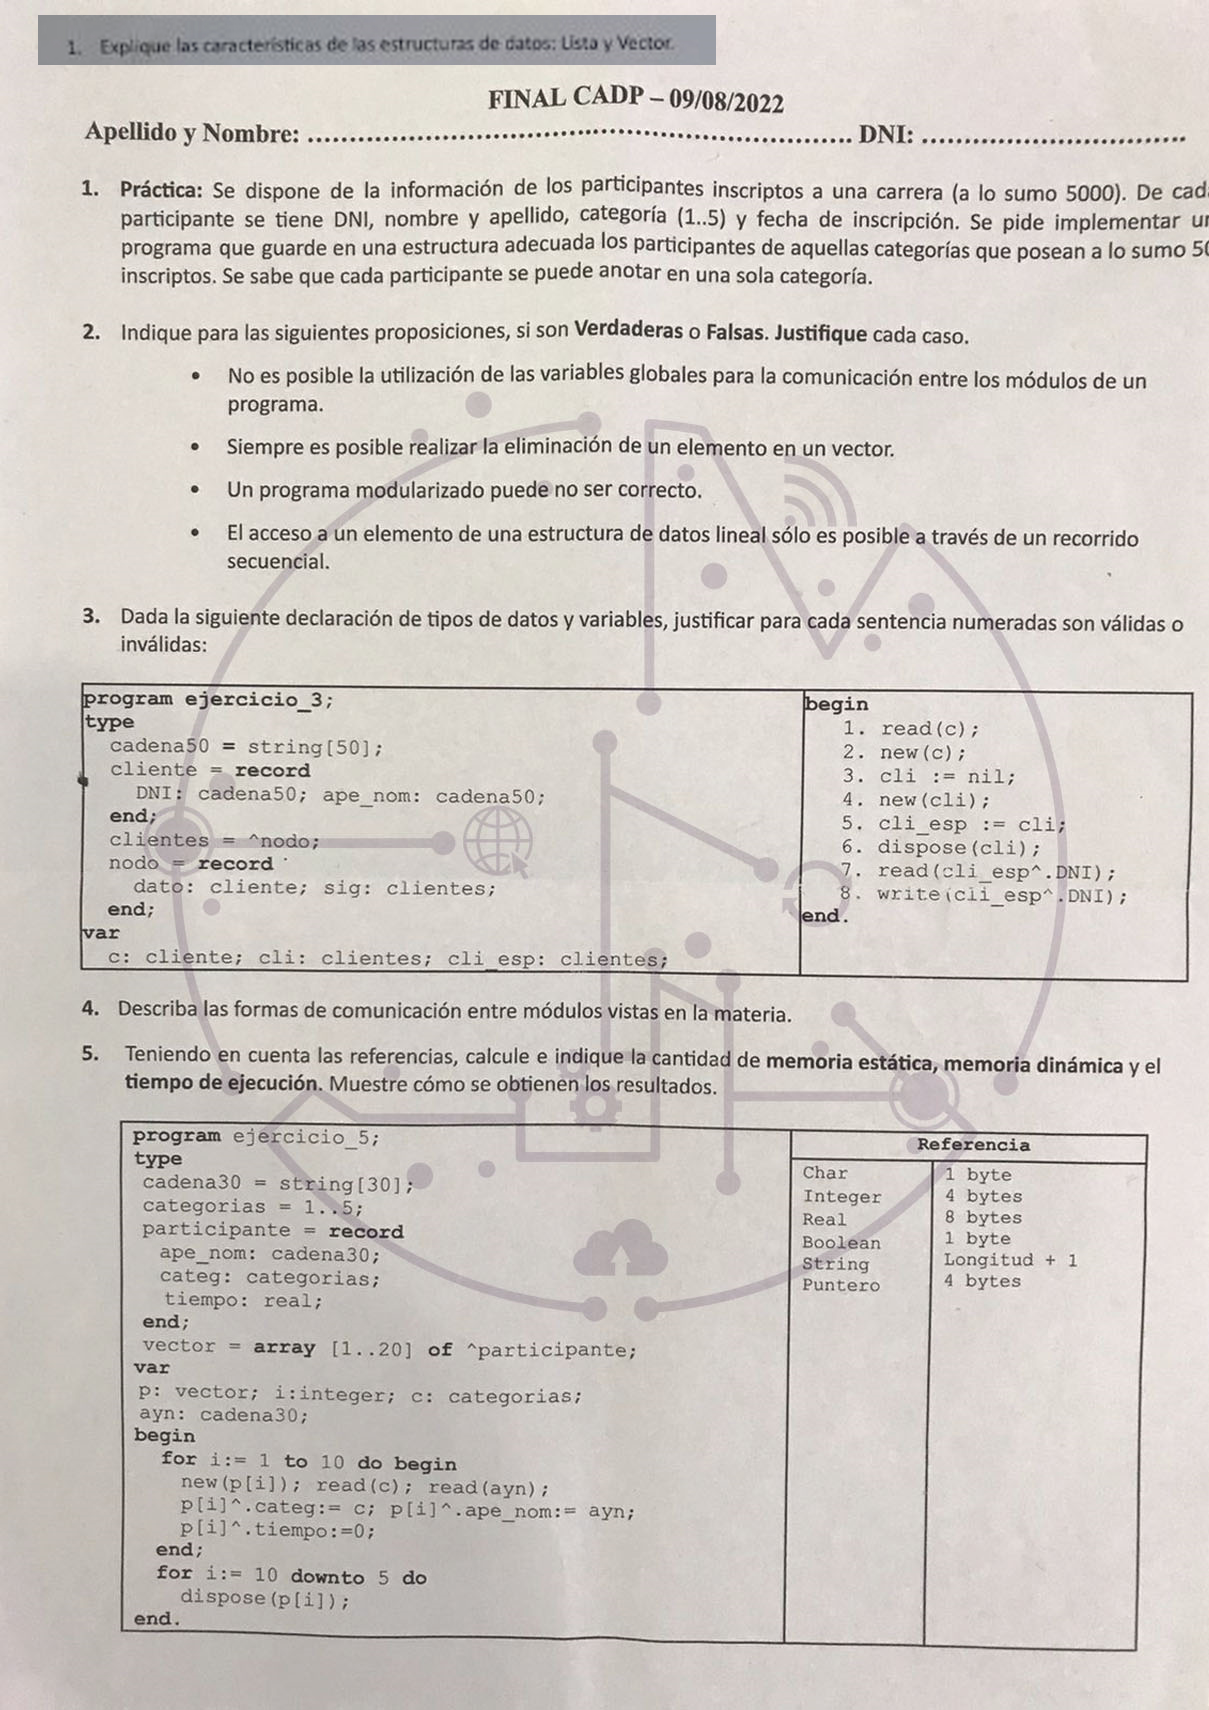 1. Explique las características de las estructuras de datos: Lista y Vector.
FINAL CADP – 09/08/2022
Apellido y Nombre: ........................................ DNI: ................................
1. Práctica: Se dispone de la información de los participantes inscriptos a una carrera (a lo sumo 5000). De cad
participante se tiene DNI, nombre y apellido, categoría (1..5) y fecha de inscripción. Se pide implementar un
programa que guarde en una estructura adecuada los participantes de aquellas categorías que posean a lo sumo 50
inscriptos. Se sabe que cada participante se puede anotar en una sola categoría.
2. Indique para las siguientes proposiciones, si son Verdaderas o Falsas. Justifique cada caso.
• No es posible la utilización de las variables globales para la comunicación entre los módulos de un
programa.
• Siempre es posible realizar la eliminación de un elemento en un vector.
• Un programa modularizado puede no ser correcto.
• El acceso a un elemento de una estructura de datos lineal sólo es posible a través de un recorrido
secuencial.
3. Dada la siguiente declaración de tipos de datos y variables, justificar para cada sentencia numeradas son válidas o
inválidas:
program ejercicio_3;
type
cadena50 = string[50];
cliente = record
DNI: cadena50; ape_nom: cadena50;
end;
clientes = ^nodo;
nodo = record
dato: cliente; sig: clientes;
end;
var
c: cliente; cli: clientes; cli_esp: clientes;
begin
1. read(c);
2. new(c);
3. cli := nil;
4. new(cli);
5. cli_esp := cli;
6. dispose(cli);
7. read(cli_esp^.DNI);
8. write(cli_esp^.DNI);
end.
4. Describa las formas de comunicación entre módulos vistas en la materia.
5. Teniendo en cuenta las referencias, calcule e indique la cantidad de memoria estática, memoria dinámica y el
tiempo de ejecución. Muestre cómo se obtienen los resultados.
program ejercicio_5;
type
cadena30 = string[30];
categorias = 1..5;
participante = record
ape_nom: cadena30;
categ: categorias;
tiempo: real;
end;
vector = array [1..20] of ^participante;
var
p: vector; i:integer; c: categorias;
ayn: cadena30;
begin
for i:= 1 to 10 do begin
new(p[i]); read(c); read(ayn);
p[i]^.categ:= c; p[i]^.ape_nom:= ayn;
p[i]^.tiempo:=0;
end;
for i:= 10 downto 5 do
dispose(p[i]);
end.
Referencia
Char 1 byte
Integer 4 bytes
Real 8 bytes
Boolean 1 byte
String Longitud + 1
Puntero 4 bytes